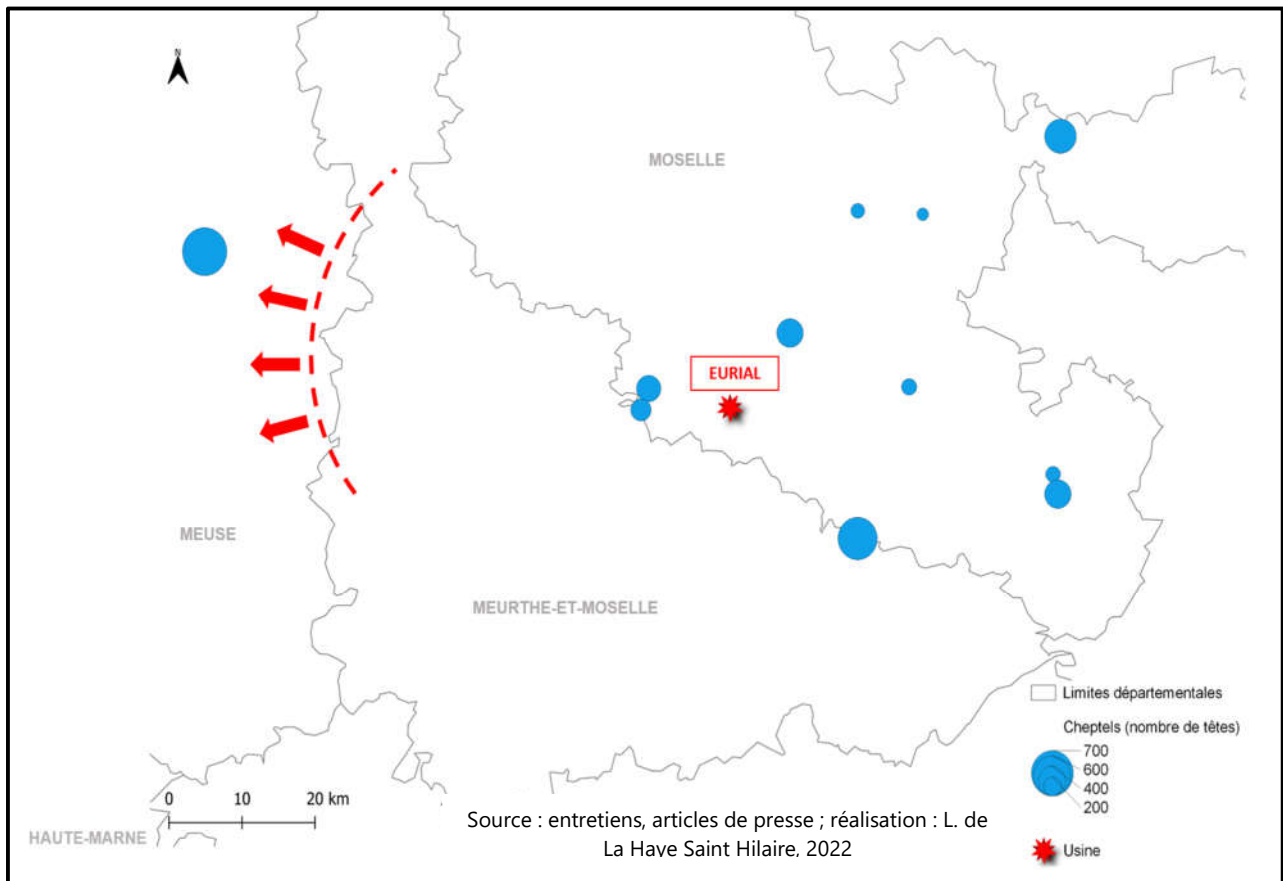 N
MOSELLE
EURIAL
MEUSE
MEURTHE-ET-MOSELLE
Limites départementales
Cheptels (nombre de têtes)
700
600
400
200
0 10 20 km
Source : entretiens, articles de presse ; réalisation : L. de
La Haye Saint Hilaire, 2022
HAUTE-MARNE
Usine